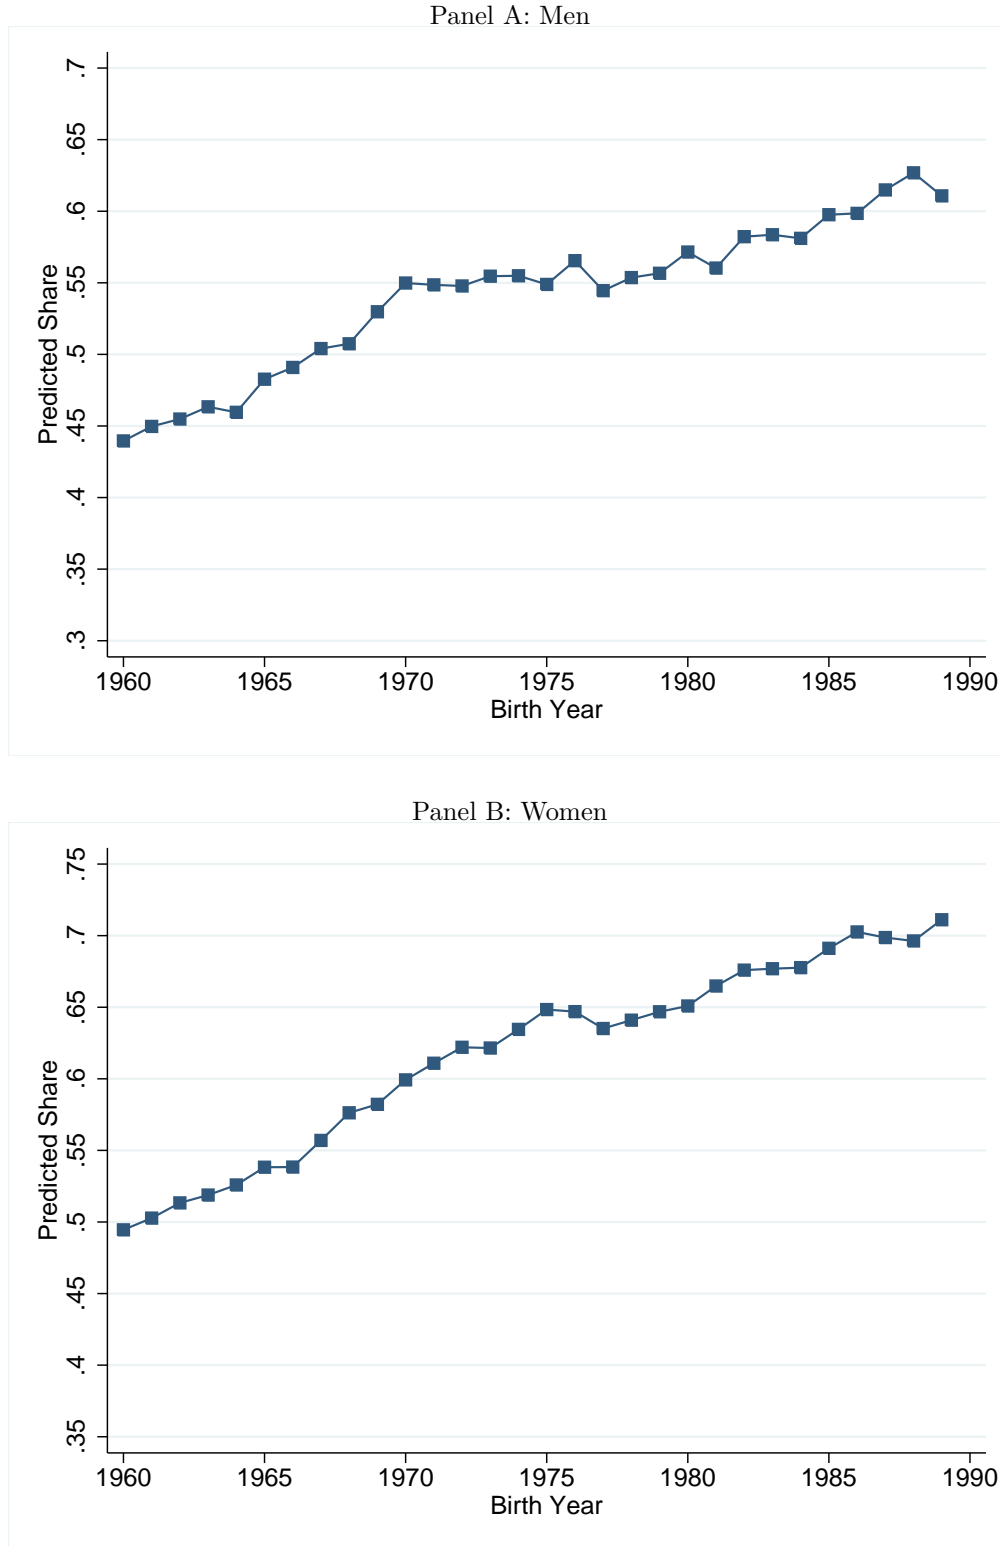 Panel A: Men
.7
.65
.6
.55
.5
.45
.4
.35
.3
Predicted Share
1960 1965 1970 1975 1980 1985 1990
Birth Year
Panel B: Women
.75
.7
.65
.6
.55
.5
.45
.4
.35
Predicted Share
1960 1965 1970 1975 1980 1985 1990
Birth Year